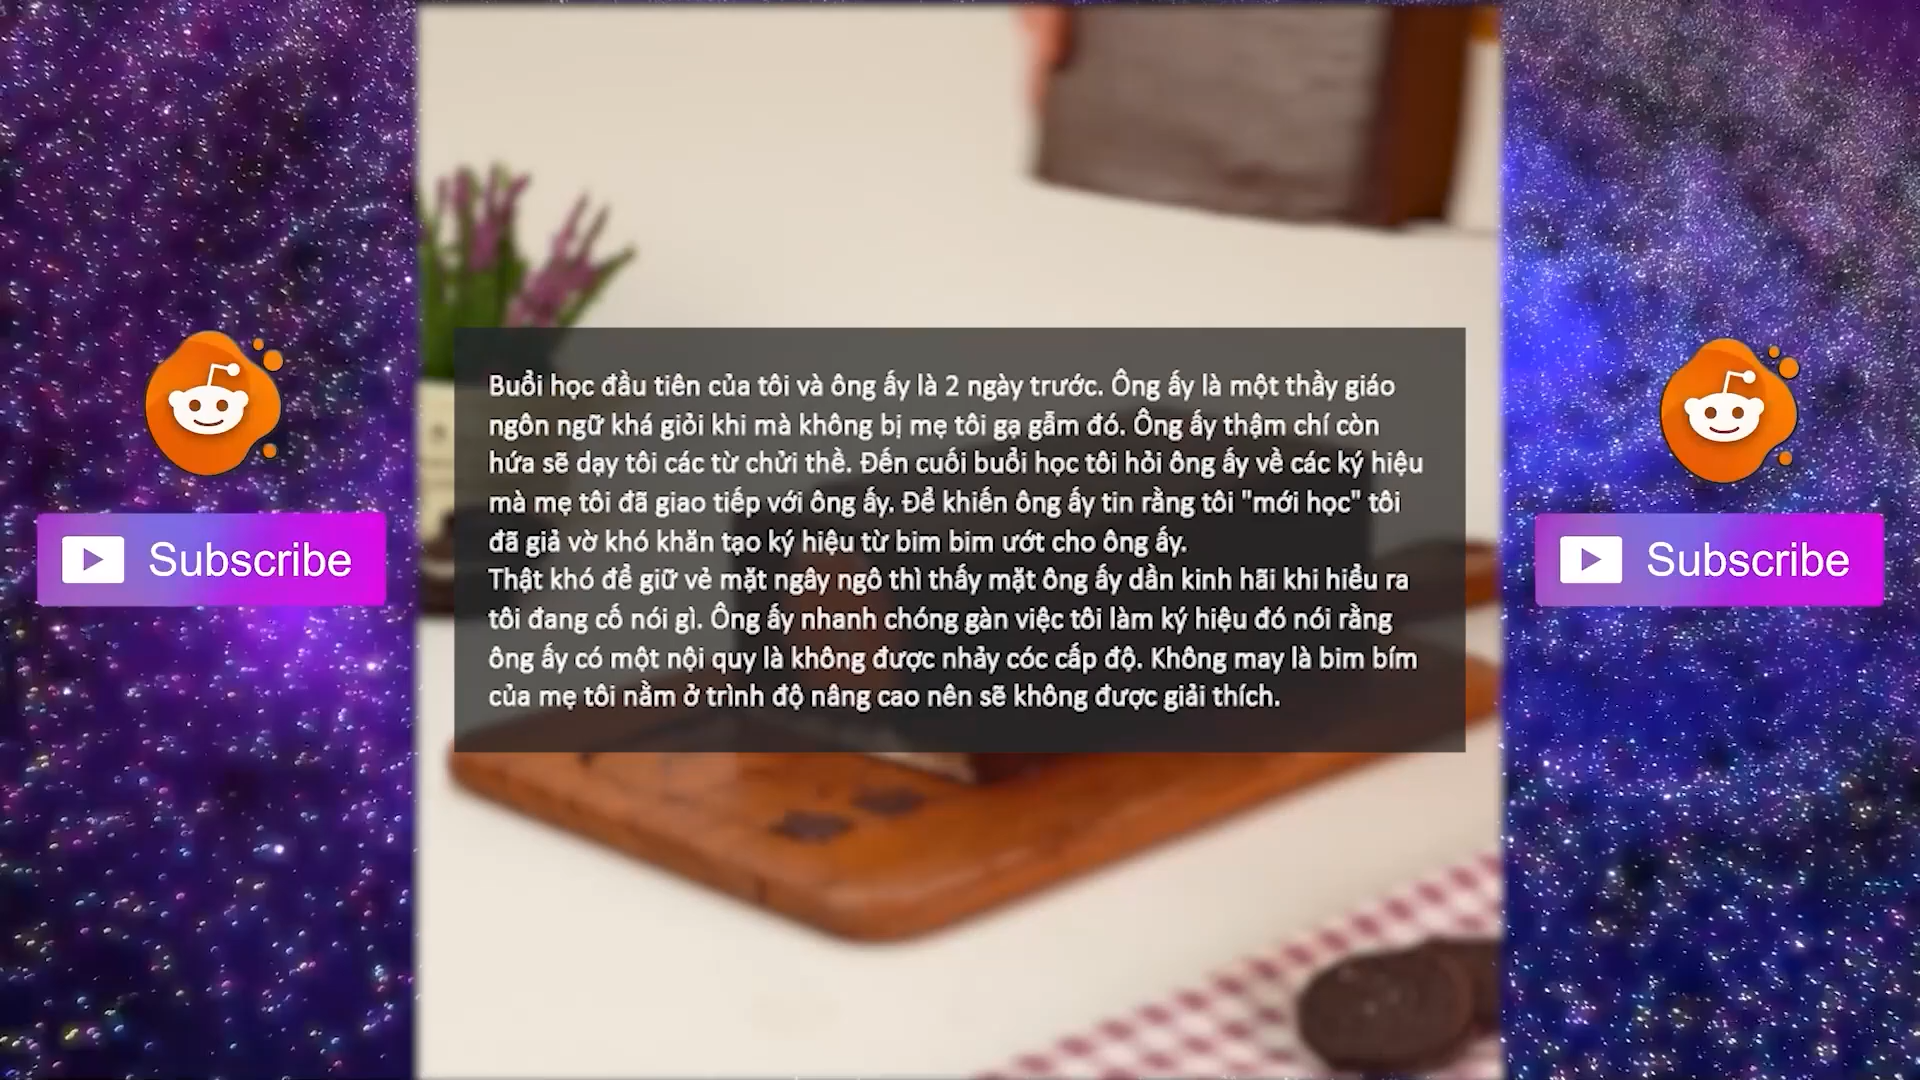 Buổi học đầu tiên của tôi và ông ấy là 2 ngày trước. Ông ấy là một thầy giáo
ngôn ngữ khá giỏi khi mà không bị mẹ tôi gạ gẫm đó. Ông ấy thậm chí còn
hứa sẽ dạy tôi các từ chửi thề. Đến cuối buổi học tôi hỏi ông ấy về các ký hiệu
mà mẹ tôi đã giao tiếp với ông ấy. Để khiến ông ấy tin rằng tôi "mới học" tôi
đã giả vờ khó khăn tạo ký hiệu từ bim bim ướt cho ông ấy.
Thật khó để giữ vẻ mặt ngây ngô thì thấy mặt ông ấy dần kinh hãi khi hiểu ra
tôi đang cố nói gì. Ông ấy nhanh chóng gàn việc tôi làm ký hiệu đó nói rằng
ông ấy có một nội quy là không được nhảy cóc cấp độ. Không may là bim bím
của mẹ tôi nằm ở trình độ nâng cao nên sẽ không được giải thích.
Subscribe
Subscribe